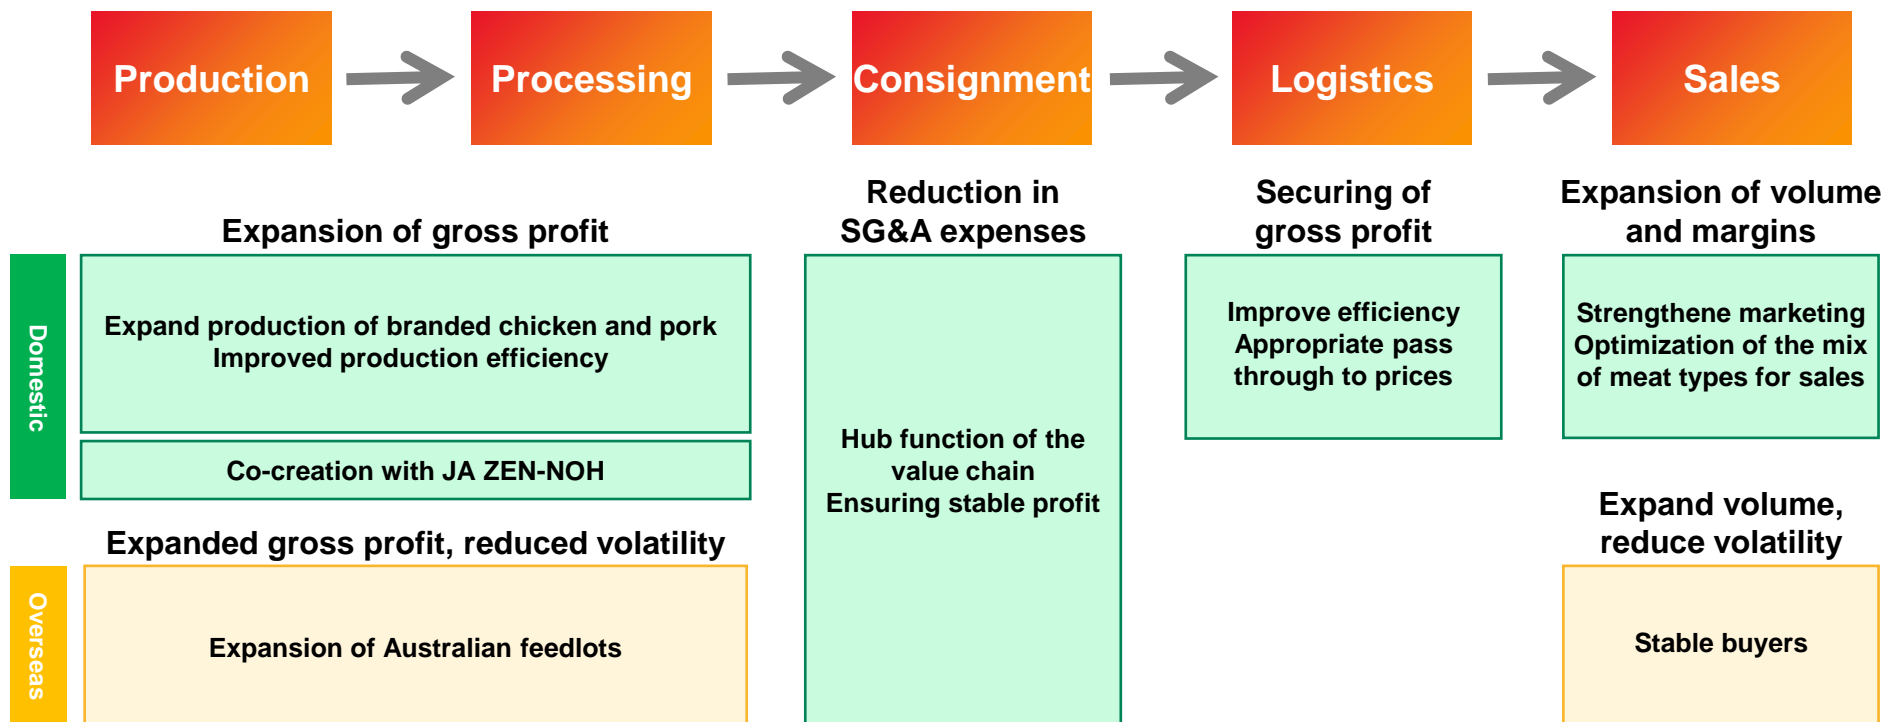 Production
Processing
Consignment
Logistics
Sales
Expansion of gross profit
Reduction in
SG&A expenses
Securing of
gross profit
Expansion of volume
and margins
Domestic
Expand production of branded chicken and pork
Improved production efficiency
Co-creation with JA ZEN-NOH
Hub function of the
value chain
Ensuring stable profit
Improve efficiency
Appropriate pass
through to prices
Strengthene marketing
Optimization of the mix
of meat types for sales
Expanded gross profit, reduced volatility
Expand volume,
reduce volatility
Overseas
Expansion of Australian feedlots
Stable buyers